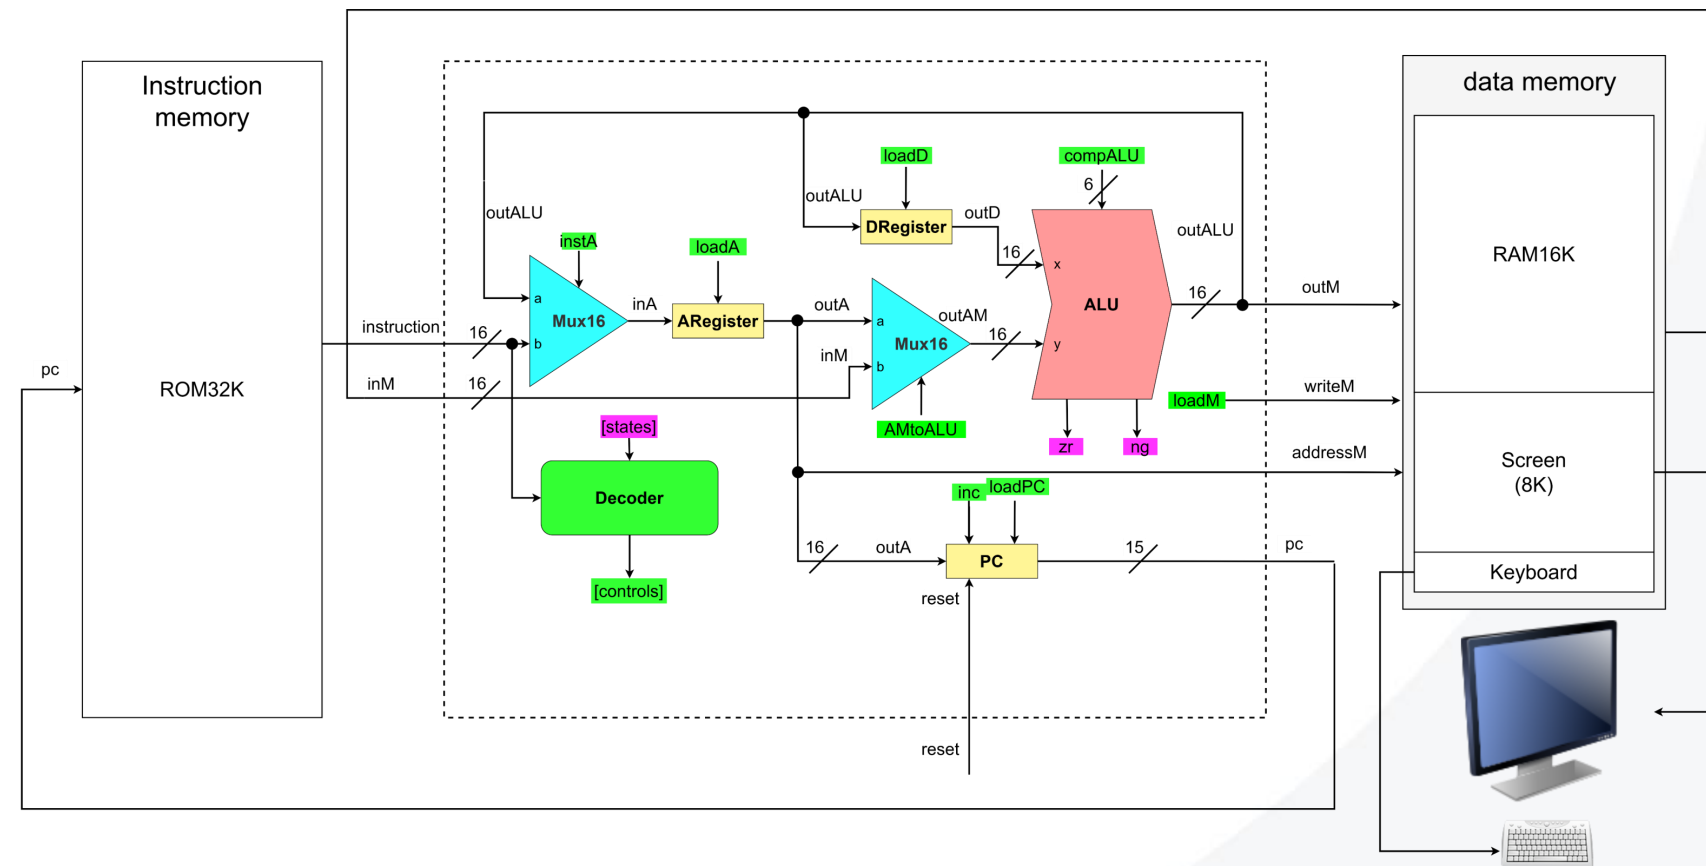 Instruction
memory
data memory
loadD
compALU
6
outALU
outALU
outD
DRegister
outALU
instA
loadA
16
x
RAM16K
a
inA
outA
a
outAM
ALU
16
outM
Mux16
ARegister
instruction
16
b
Mux16
16
y
inM
b
pc
ROM32K
inM
16
loadM
writeM
[states]
AMtoALU
zr
ng
addressM
Screen
(8K)
Decoder
inc
loadPC
16
outA
PC
15
pc
Keyboard
[controls]
reset
reset